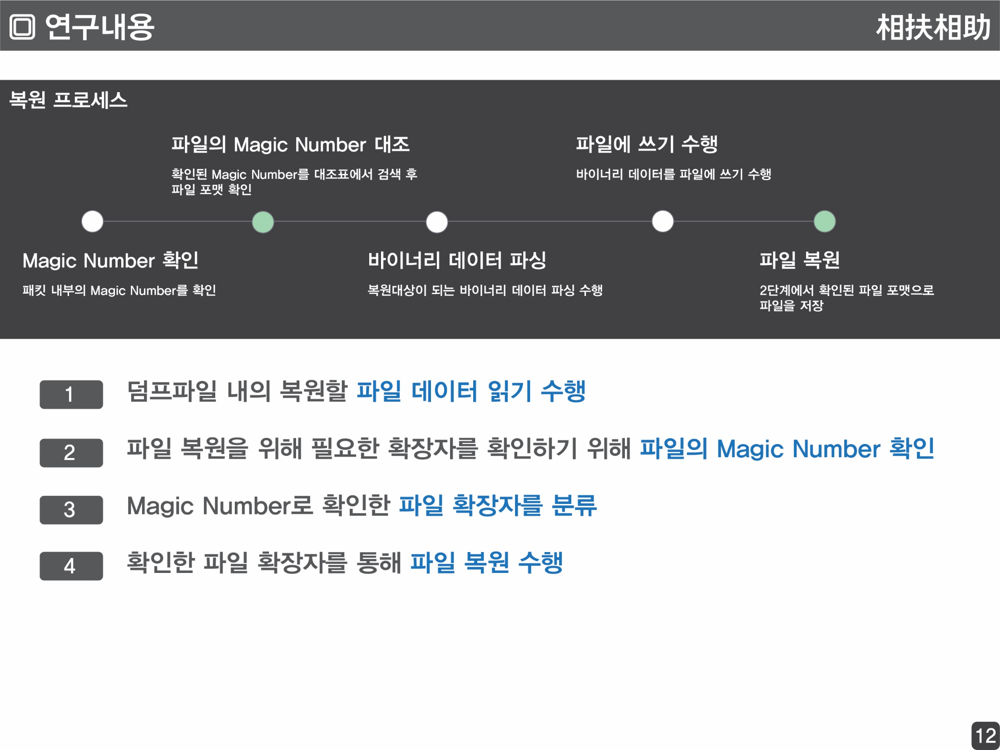 연구내용
相扶相助
복원 프로세스
파일의 Magic Number 대조
확인된 Magic Number를 대조표에서 검색 후
파일 포맷 확인
파일에 쓰기 수행
바이너리 데이터를 파일에 쓰기 수행
Magic Number 확인
패킷 내부의 Magic Number를 확인
바이너리 데이터 파싱
복원대상이 되는 바이너리 데이터 파싱 수행
파일 복원
2단계에서 확인된 파일 포맷으로
파일을 저장
1 덤프파일 내의 복원할 파일 데이터 읽기 수행
2 파일 복원을 위해 필요한 확장자를 확인하기 위해 파일의 Magic Number 확인
3 Magic Number로 확인한 파일 확장자를 분류
4 확인한 파일 확장자를 통해 파일 복원 수행
12